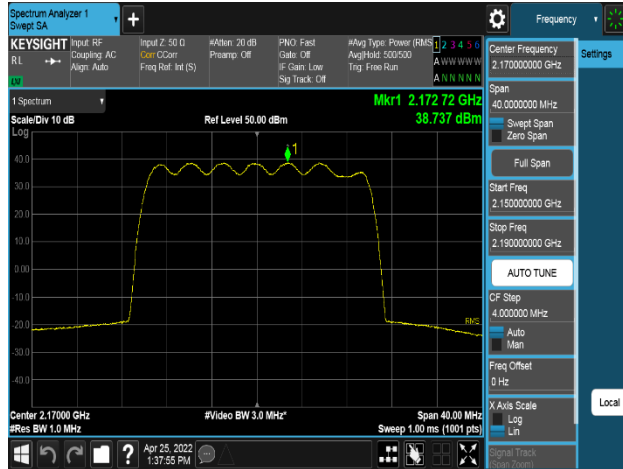 Spectrum Analyzer 1
Swept SA
Frequency
KEYSIGHT
RL
Input: RF
Coupling: AC
Align: Auto
Input Z: 50 Ω
Corr CCorr
Freq Ref: Int (S)
#Atten: 20 dB
Preamp: Off
PNO: Fast
Gate: Off
IF Gain: Low
Sig Track: Off
#Avg Type: Power (RMS
Avg|Hold: 500/500
Trig: Free Run
1 2 3 4 5 6
A W W W W W
A N N N N N
1 Spectrum
Scale/Div 10 dB
Log
Ref Level 50.00 dBm
Mkr1 2.172 72 GHz
38.737 dBm
1
40.0
30.0
20.0
10.0
0.00
-10.0
-20.0
-30.0
-40.0
RMS
Center 2.17000 GHz
#Res BW 1.0 MHz
#Video BW 3.0 MHz*
Span 40.00 MHz
Sweep 1.00 ms (1001 pts)
Apr 25, 2022
1:37:55 PM
Center Frequency
2.170000000 GHz
Span
40.0000000 MHz
Swept Span
Zero Span
Full Span
Start Freq
2.150000000 GHz
Stop Freq
2.190000000 GHz
AUTO TUNE
CF Step
4.000000 MHz
Auto
Man
Freq Offset
0 Hz
X Axis Scale
Log
Lin
Signal Track
(Span Zoom)
Settings
Local